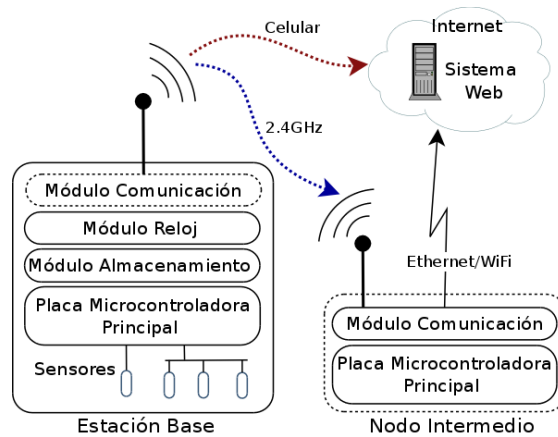 Celular
Internet
Sistema
Web
2.4GHz
Módulo Comunicación
Módulo Reloj
Módulo Almacenamiento
Placa Microcontroladora
Principal
Sensores
Estación Base
Ethernet/WiFi
Módulo Comunicación
Placa Microcontroladora
Principal
Nodo Intermedio